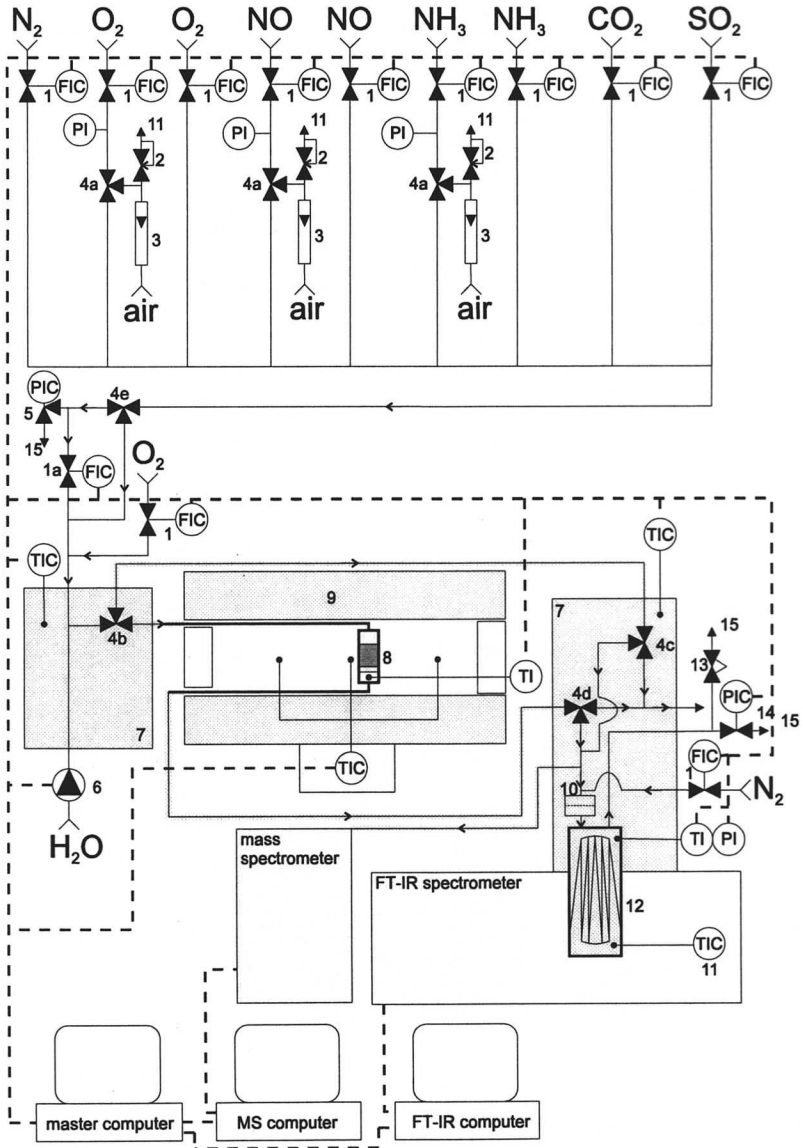 N2 O2 O2 NO NO NH3 NH3 CO2 SO2
1 FIC 1 FIC 1 FIC 1 FIC 1 FIC 1 FIC 1 FIC 1 FIC 1 FIC
11 11 11
PI PI PI
2 2 2
4a 4a 4a
3 3 3
air air air
PIC 4e
5
15
O2
1a FIC
FIC
1
TIC TIC
9 7
15
4b 8 4c
13
TI 4d PIC
14 15
7 FIC
TIC 1
6 10 N2
H2O
mass
spectrometer
TI PI
FT-IR spectrometer
12
TIC
11
master computer MS computer FT-IR computer